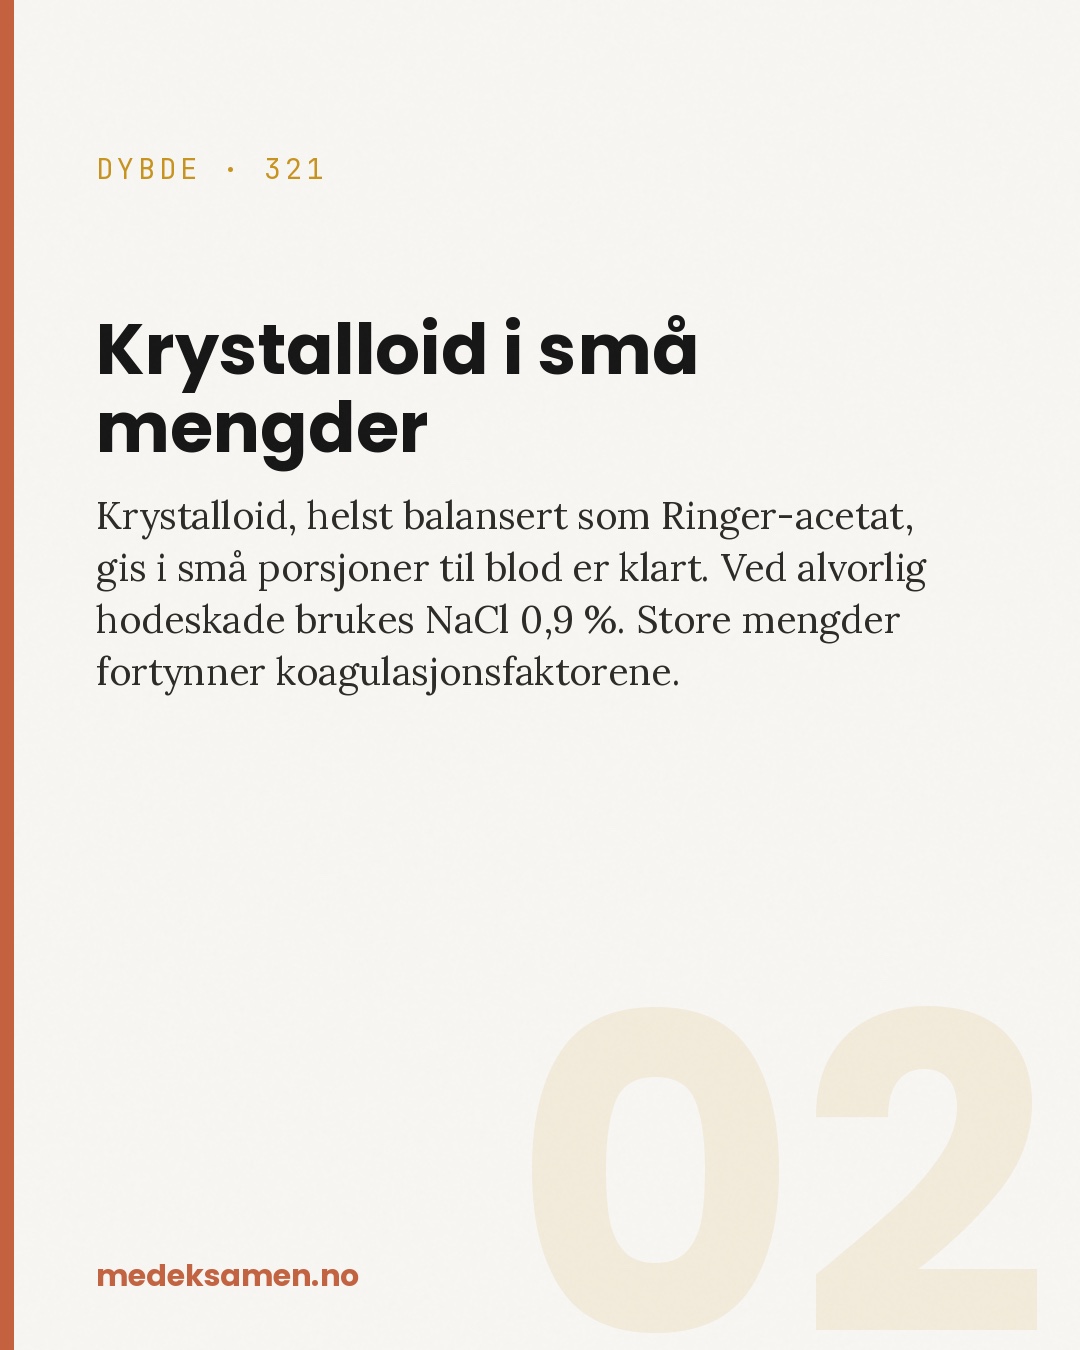 DYBDE · 321
Krystalloid i små
mengder
Krystalloid, helst balansert som Ringer-acetat,
gis i små porsjoner til blod er klart. Ved alvorlig
hodeskade brukes NaCl 0,9 %. Store mengder
fortynner koagulasjonsfaktorene.
02
medeksamen.no